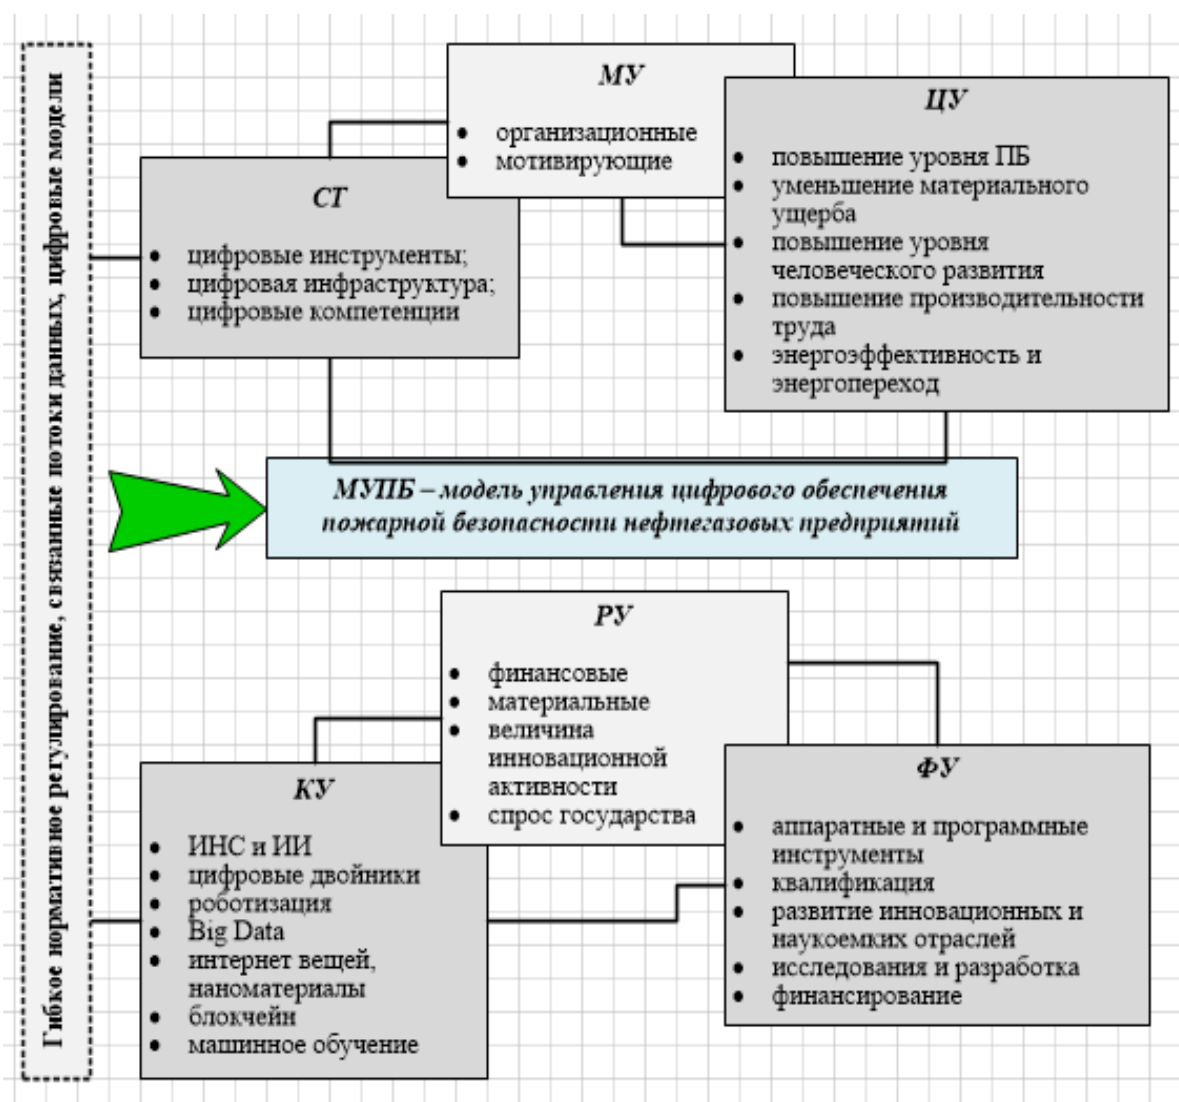 Гибкое нормативное регулирование, связанные потоки данных, цифровые модели
МУ
• организационные
• мотивирующие
ЦУ
• повышение уровня ПБ
• уменьшение материального
ущерба
• повышение уровня
человеческого развития
• повышение производительности
труда
• энергоэффективность и
энергопереход
СТ
• цифровые инструменты;
• цифровая инфраструктура;
• цифровые компетенции
МУПБ – модель управления цифрового обеспечения
пожарной безопасности нефтегазовых предприятий
РУ
• финансовые
• материальные
• величина
инновационной
активности
• спрос государства
КУ
• ИНС и ИИ
• цифровые двойники
• роботизация
• Big Data
• интернет вещей,
наноматериалы
• блокчейн
• машинное обучение
ФУ
• аппаратные и программные
инструменты
• квалификация
• развитие инновационных и
наукоемких отраслей
• исследования и разработка
• финансирование